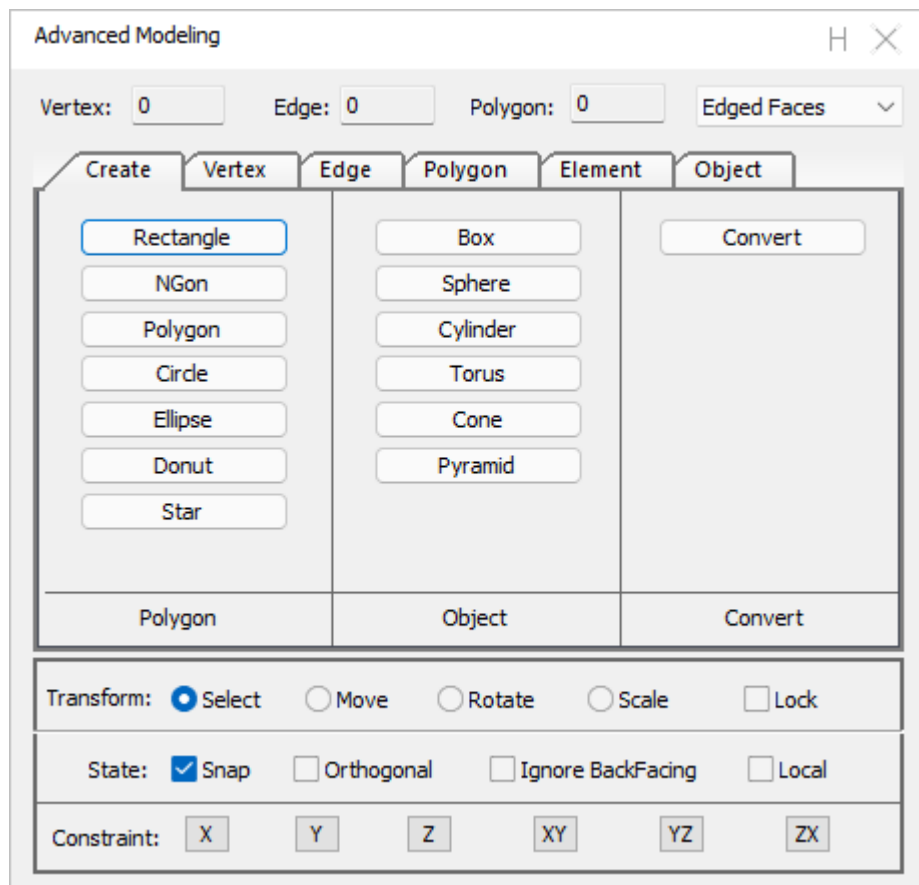 Advanced Modeling H
Vertex: 0 Edge: 0 Polygon: 0 Edged Faces
Create Vertex Edge Polygon Element Object
Rectangle Box Convert
NGon Sphere
Polygon Cylinder
Circle Torus
Ellipse Cone
Donut Pyramid
Star
Polygon Object Convert
Transform: Select Move Rotate Scale Lock
State: Snap Orthogonal Ignore BackFacing Local
Constraint: X Y Z XY YZ ZX